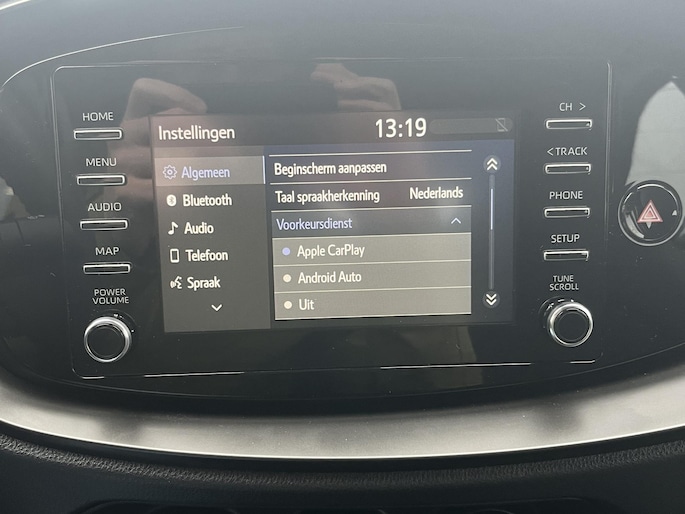 HOME
MENU
AUDIO
MAP
POWER
VOLUME
Instellingen
13:19
Algemeen
Bluetooth
Audio
Telefoon
Spraak
Beginscherm aanpassen
Taal spraakherkenning Nederlands
Voorkeursdienst
Apple CarPlay
Android Auto
Uit
CH >
< TRACK
PHONE
SETUP
TUNE
SCROLL